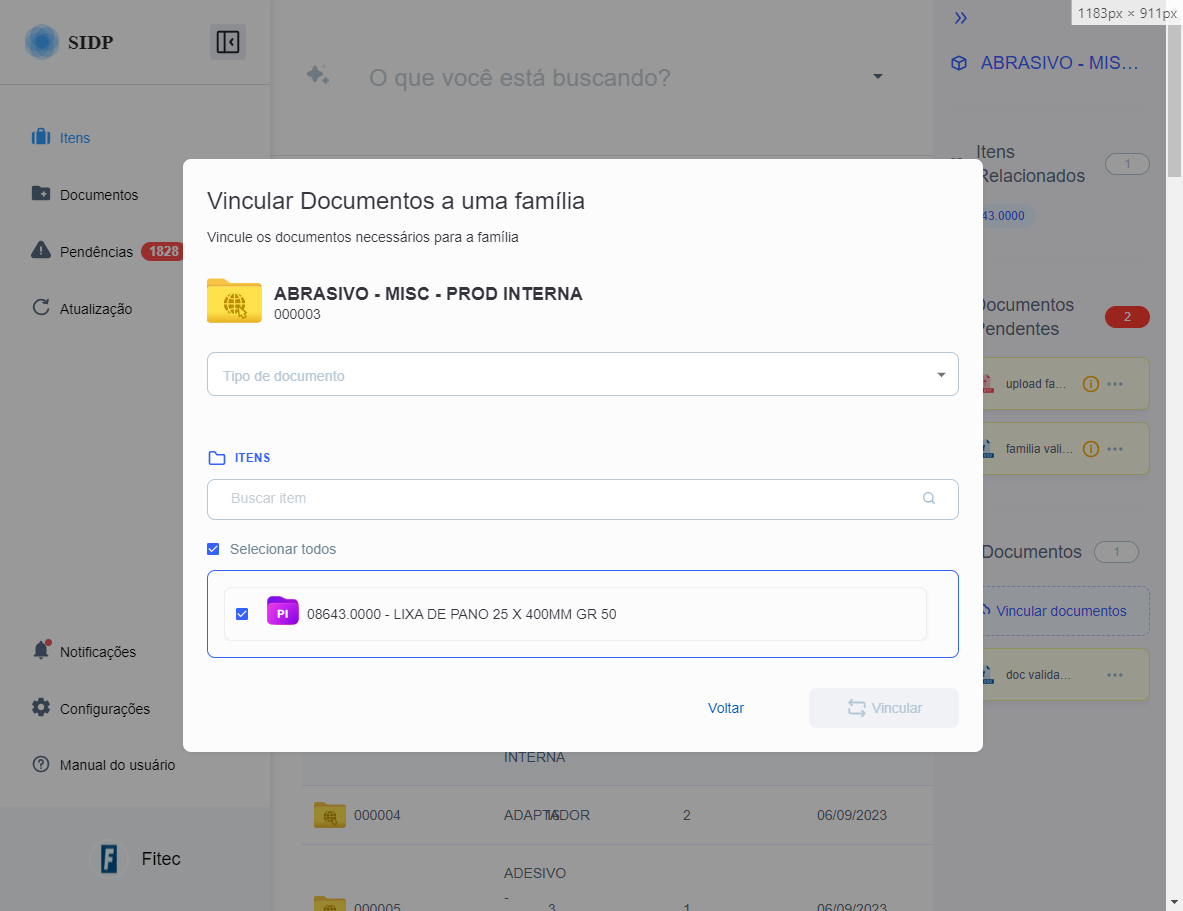 1183px × 911px
SIDP
O que você está buscando?
ABRASIVO - MIS...
Itens
Documentos
Pendências 1828
Atualização
Itens
Relacionados 1
43.0000
Documentos
Pendentes 2
upload fa...
familia vali...
Documentos 1
Vincular documentos
doc valida...
Vincular Documentos a uma família
Vincule os documentos necessários para a família
ABRASIVO - MISC - PROD INTERNA
000003
Tipo de documento
ITENS
Buscar item
Selecionar todos
PI 08643.0000 - LIXA DE PANO 25 X 400MM GR 50
Voltar Vincular
Notificações
Configurações
Manual do usuário
Fitec
INTERNA
000004 ADAPTADOR 2 06/09/2023
ADESIVO
-
000005 3 1 06/09/2023